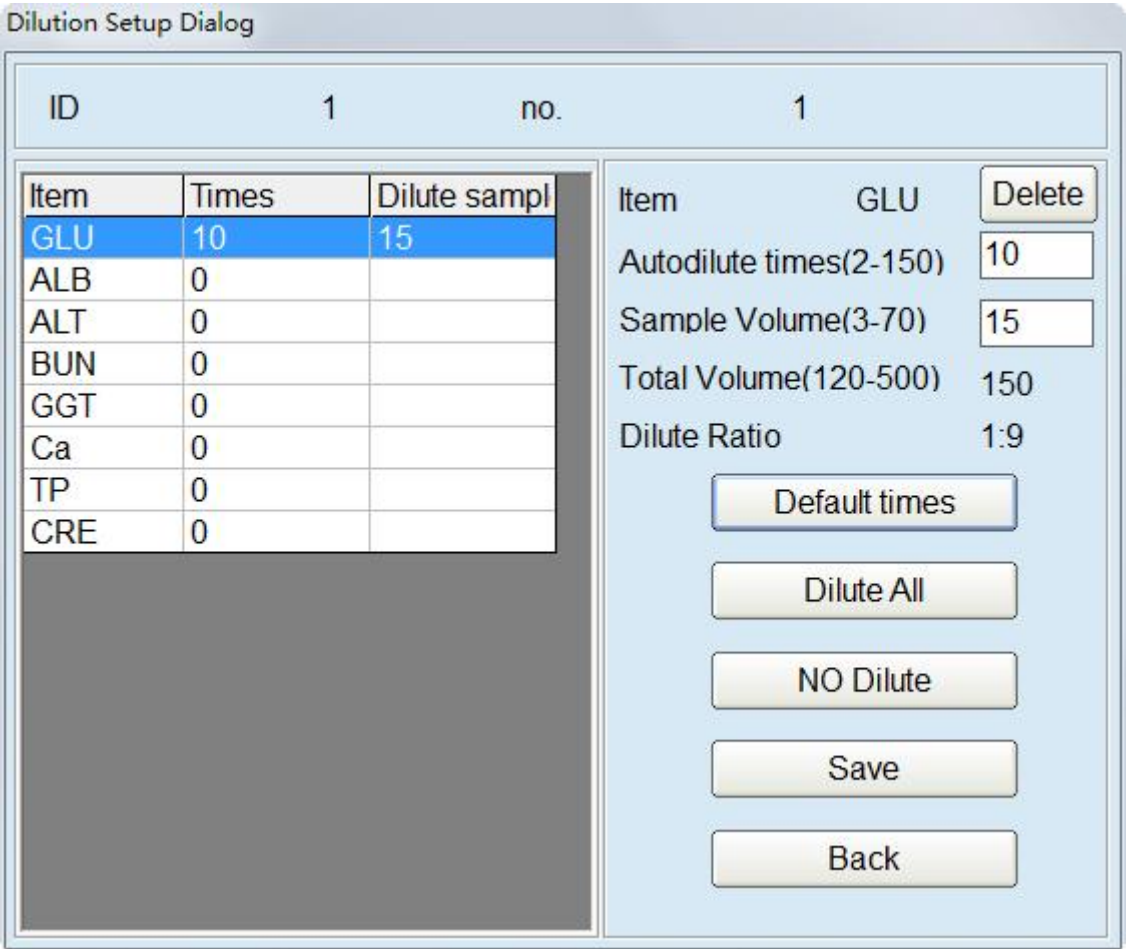 Dilution Setup Dialog
ID 1 no. 1
Item Times Dilute sampl
GLU 10 15
ALB 0
ALT 0
BUN 0
GGT 0
Ca 0
TP 0
CRE 0
Item GLU Delete
Autodilute times(2-150) 10
Sample Volume(3-70) 15
Total Volume(120-500) 150
Dilute Ratio 1:9
Default times
Dilute All
NO Dilute
Save
Back